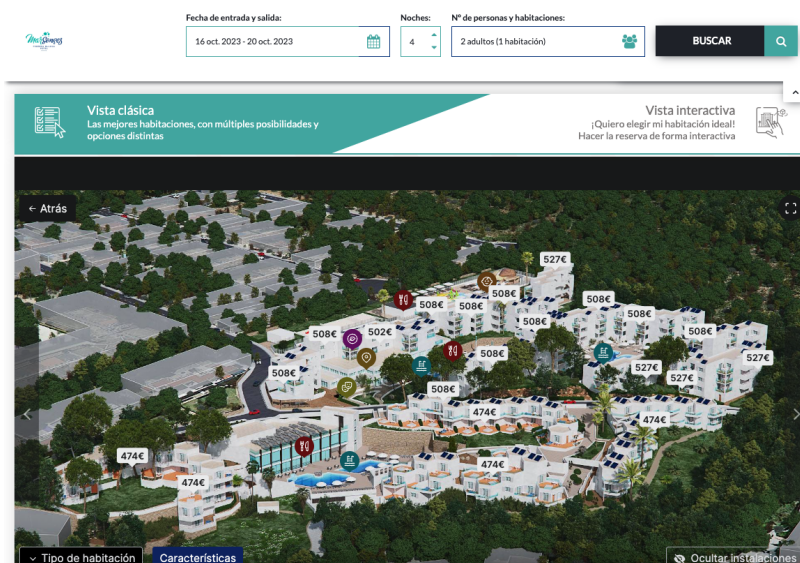 MarSenses
Fecha de entrada y salida:
Noches:
Nº de personas y habitaciones:
16 oct. 2023 - 20 oct. 2023
4
2 adultos (1 habitación)
BUSCAR
Vista clásica
Las mejores habitaciones, con múltiples posibilidades y
opciones distintas
Vista interactiva
¡Quiero elegir mi habitación ideal!
Hacer la reserva de forma interactiva
← Atrás
527€
508€
508€
508€
508€
508€
508€
508€
502€
508€
508€
527€
508€
527€
527€
508€
474€
474€
474€
474€
474€
Tipo de habitación
Características
Ocultar instalaciones